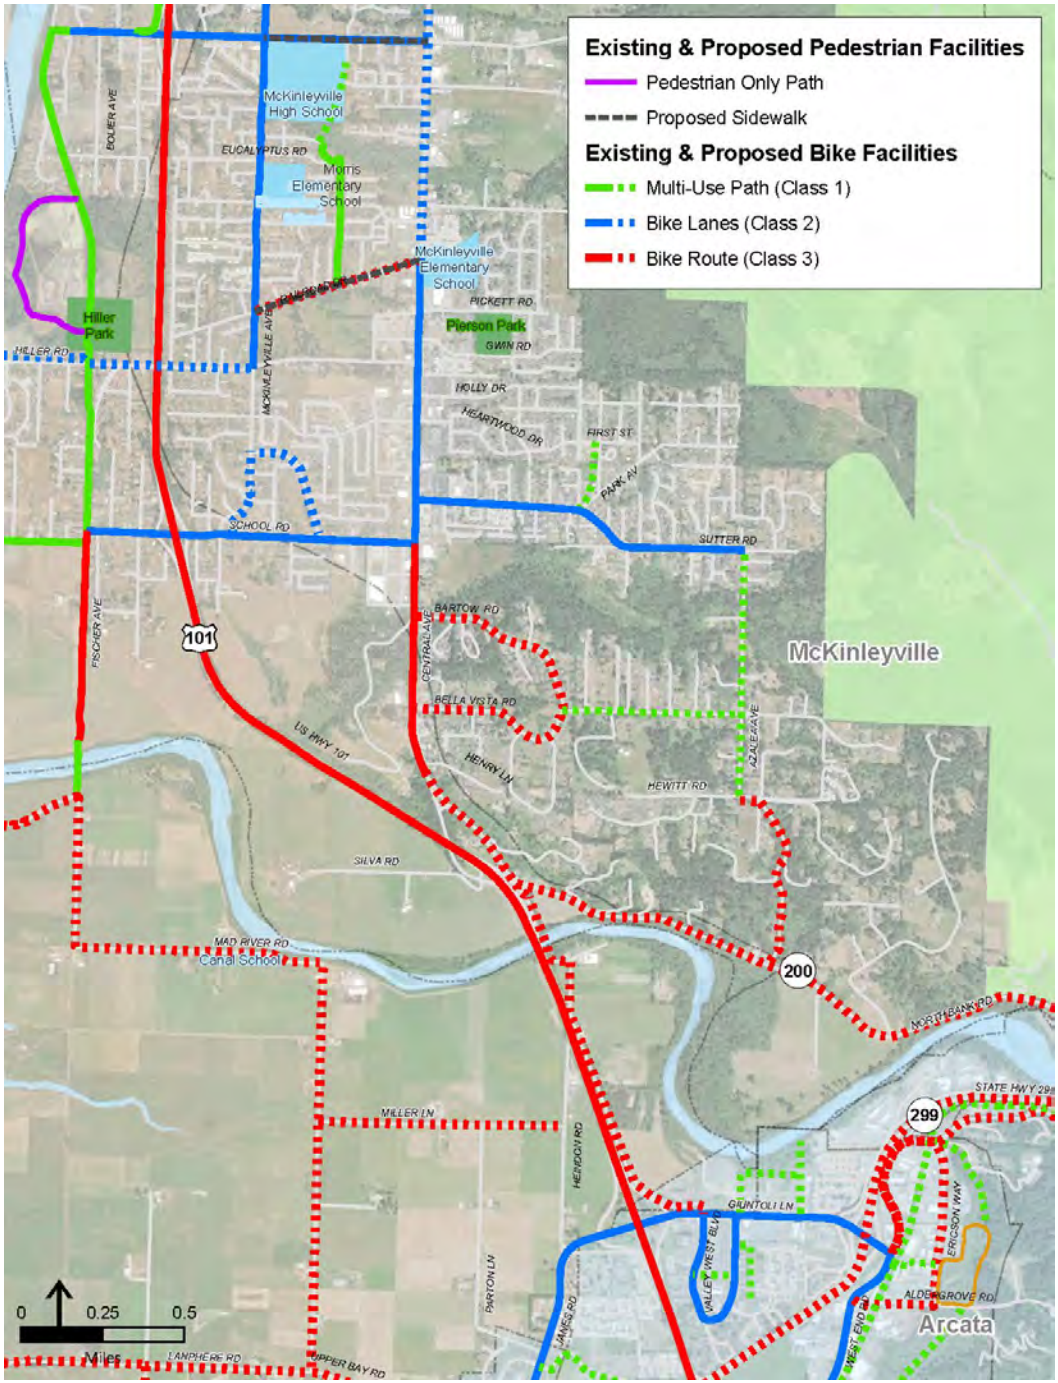 Existing & Proposed Pedestrian Facilities
Pedestrian Only Path
Proposed Sidewalk
Existing & Proposed Bike Facilities
Multi-Use Path (Class 1)
Bike Lanes (Class 2)
Bike Route (Class 3)
BOLIER AVE
McKinleyville
High School
EUCALYPTUS RD
Morris
Elementary
School
McKinleyville
Elementary
School
PICKETT RD
Pierson Park
GWIN RD
Hiller
Park
HILLER RD
MCKINLEYVILLE AVE
HOLLY DR
HEARTWOOD DR
FIRST ST
PARK AV
SCHOOL RD
SUTTER RD
FISCHER AVE
101
BARTOW RD
CENTRAL AVE
McKinleyville
BELLA VISTA RD
US HWY 101
HENRY LN
AZALEA AVE
HEWITT RD
SILVA RD
MAD RIVER RD
Canal School
200
NORTH BANK RD
STATE HWY 299
299
MILLER LN
HEINDON RD
GIUNTOLI LN
ERICSON WAY
VALLEY WEST BLVD
PARTON LN
JAMES RD
WEST END RD
ALDERGROVE RD
Arcata
0 0.25 0.5
Miles
LANPHERE RD
UPPER BAY RD